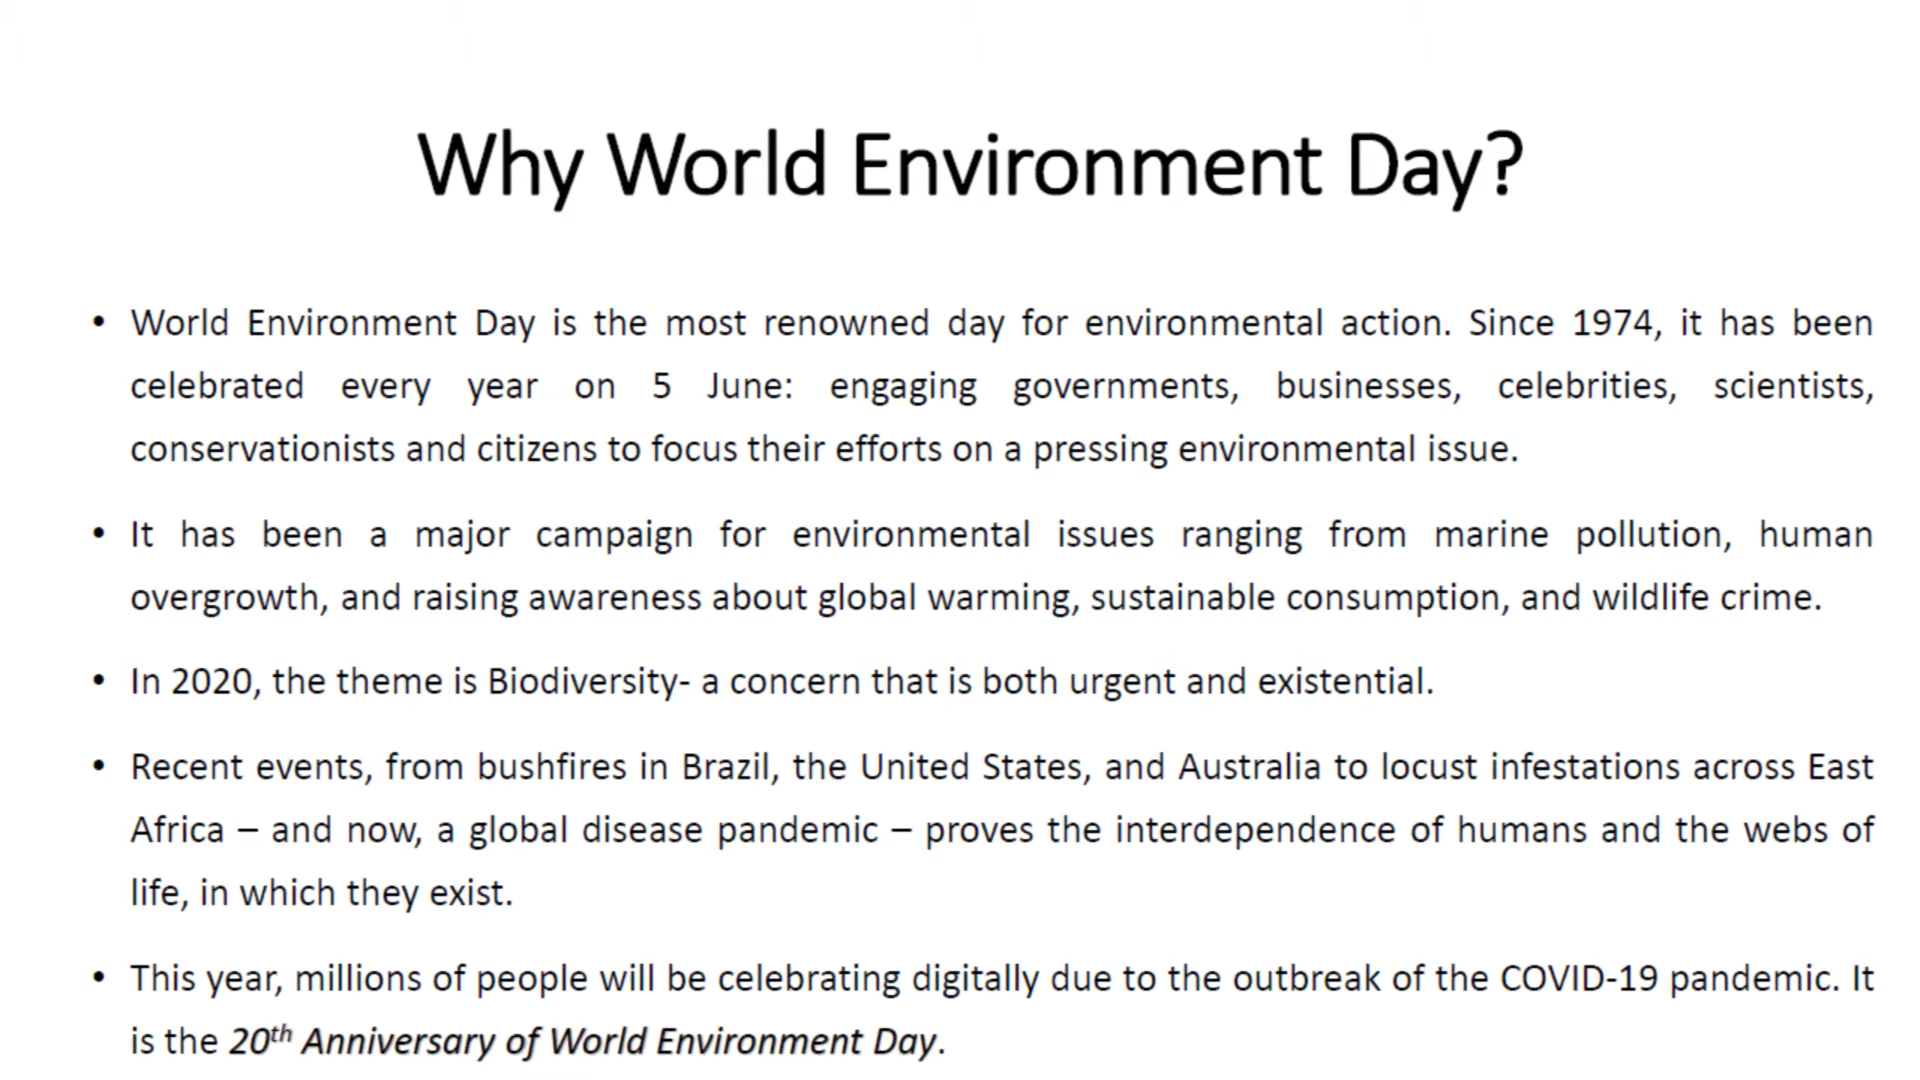 Why World Environment Day?
• World Environment Day is the most renowned day for environmental action. Since 1974, it has been
celebrated every year on 5 June: engaging governments, businesses, celebrities, scientists,
conservationists and citizens to focus their efforts on a pressing environmental issue.
• It has been a major campaign for environmental issues ranging from marine pollution, human
overgrowth, and raising awareness about global warming, sustainable consumption, and wildlife crime.
• In 2020, the theme is Biodiversity- a concern that is both urgent and existential.
• Recent events, from bushfires in Brazil, the United States, and Australia to locust infestations across East
Africa – and now, a global disease pandemic – proves the interdependence of humans and the webs of
life, in which they exist.
• This year, millions of people will be celebrating digitally due to the outbreak of the COVID-19 pandemic. It
is the 20th Anniversary of World Environment Day.